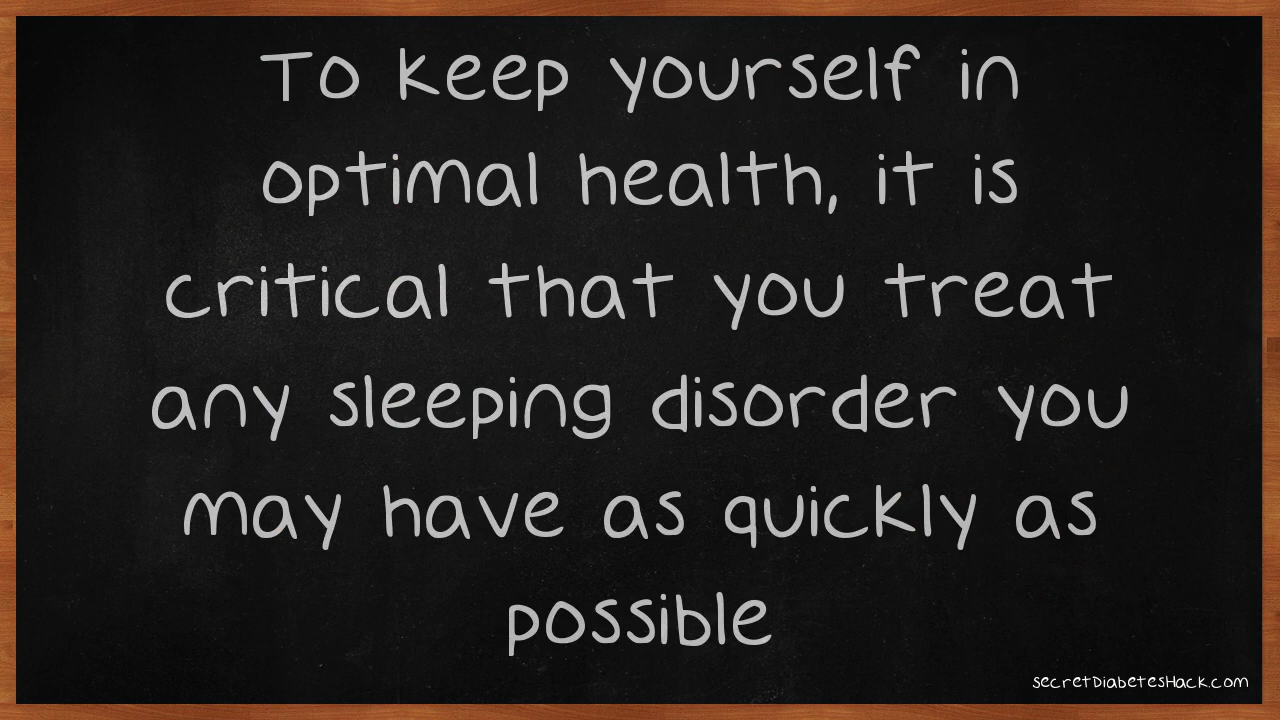 To keep yourself in
optimal health, it is
critical that you treat
any sleeping disorder you
may have as quickly as
possible
secretDiabetesHack.com